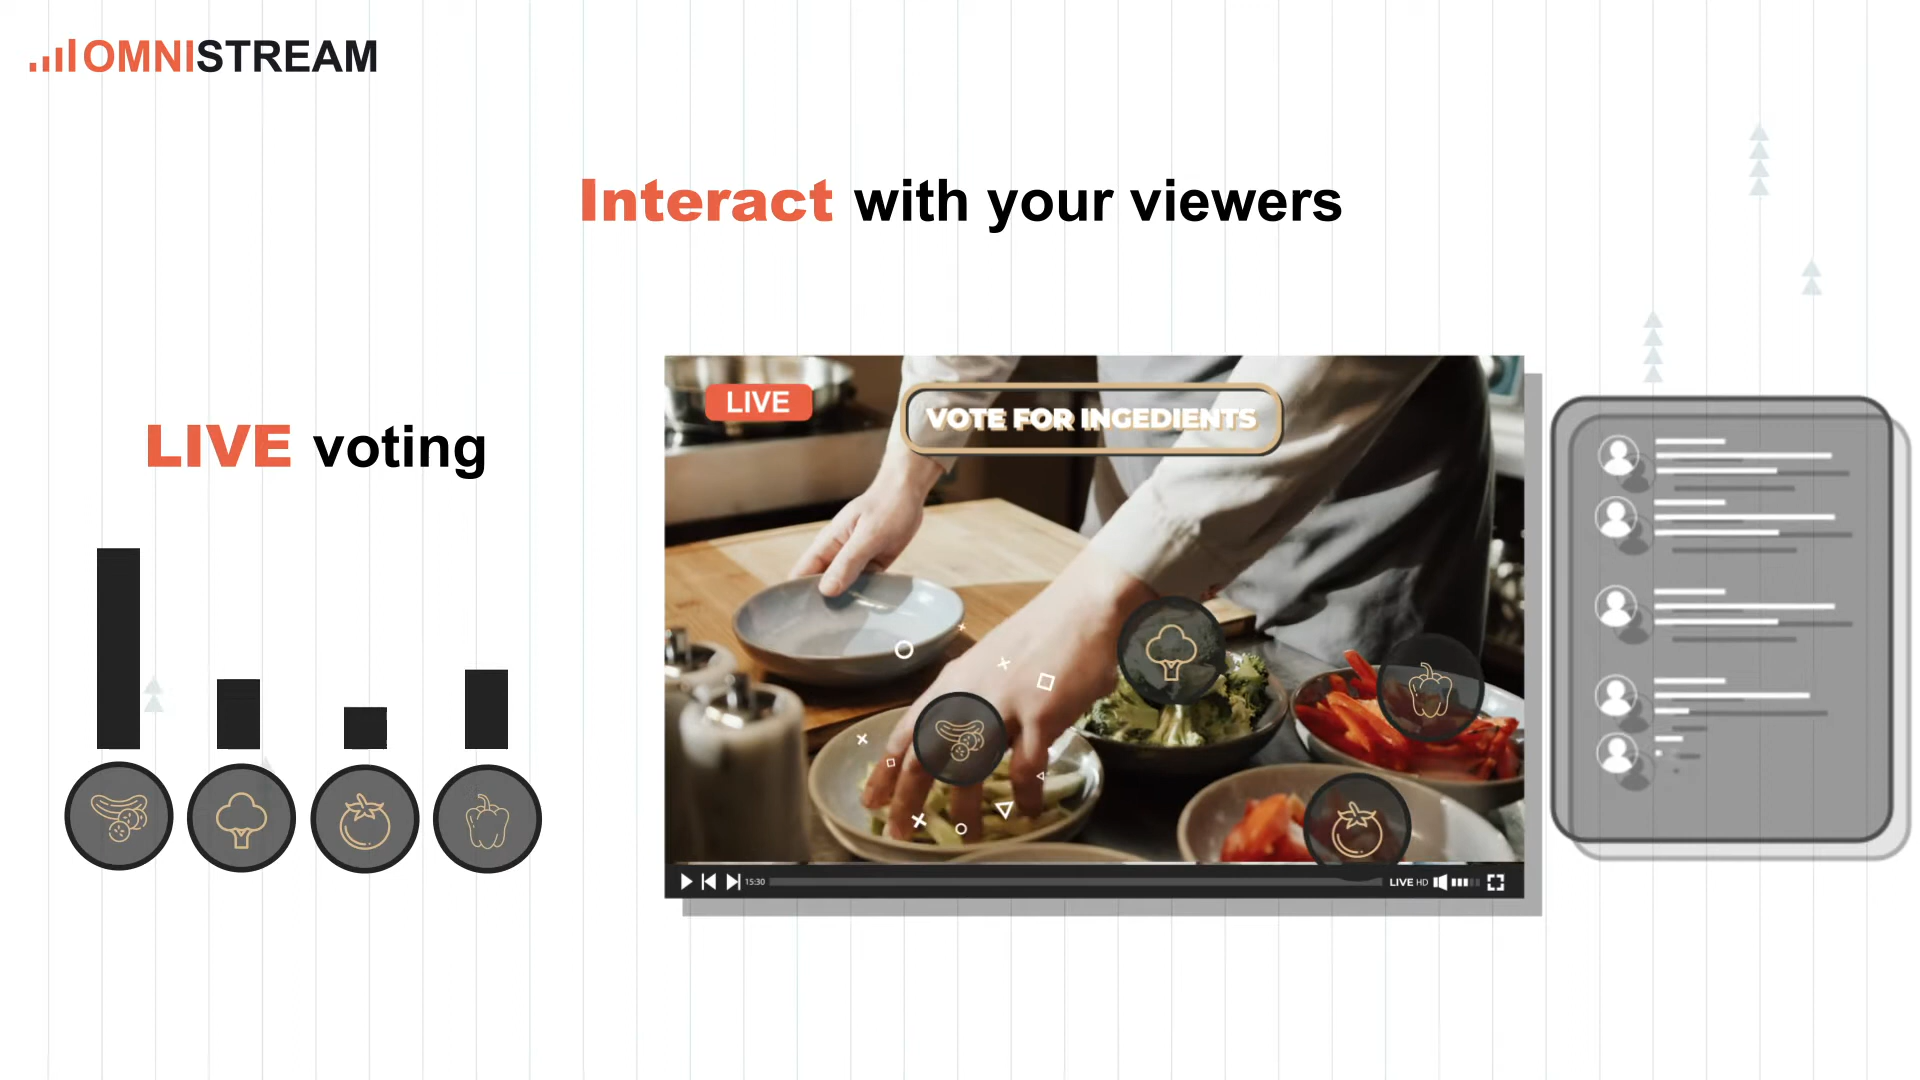 OMNISTREAM
Interact with your viewers
LIVE voting
LIVE
VOTE FOR INGEDIENTS
15:30
LIVE HD